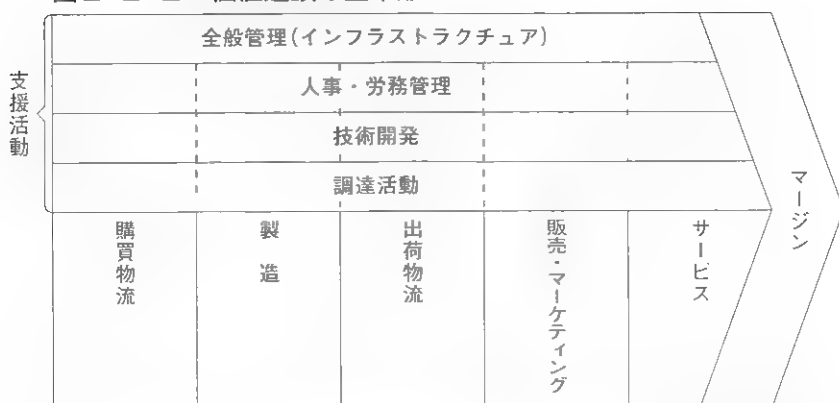 全般管理(インフラストラクチュア)
人事・労務管理
技術開発
調達活動
支援活動
購買物流
製造
出荷物流
販売・マーケティング
サービス
マージン